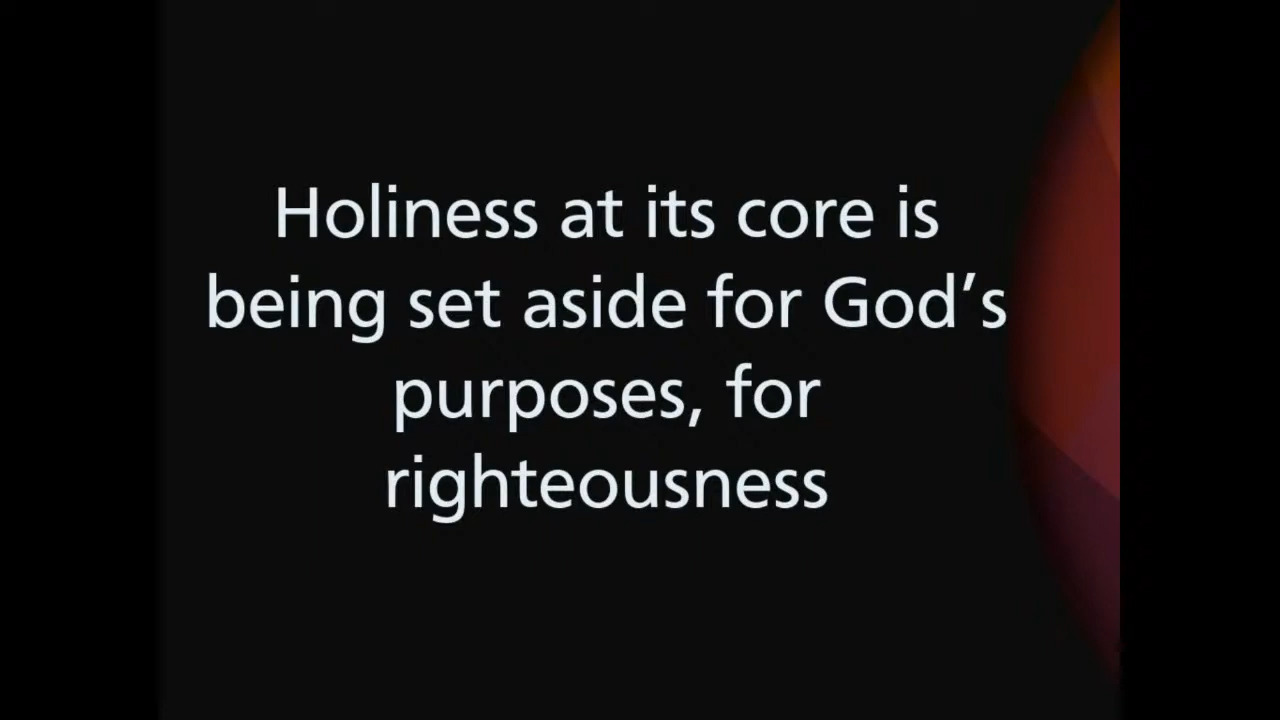 Holiness at its core is
being set aside for God’s
purposes, for
righteousness